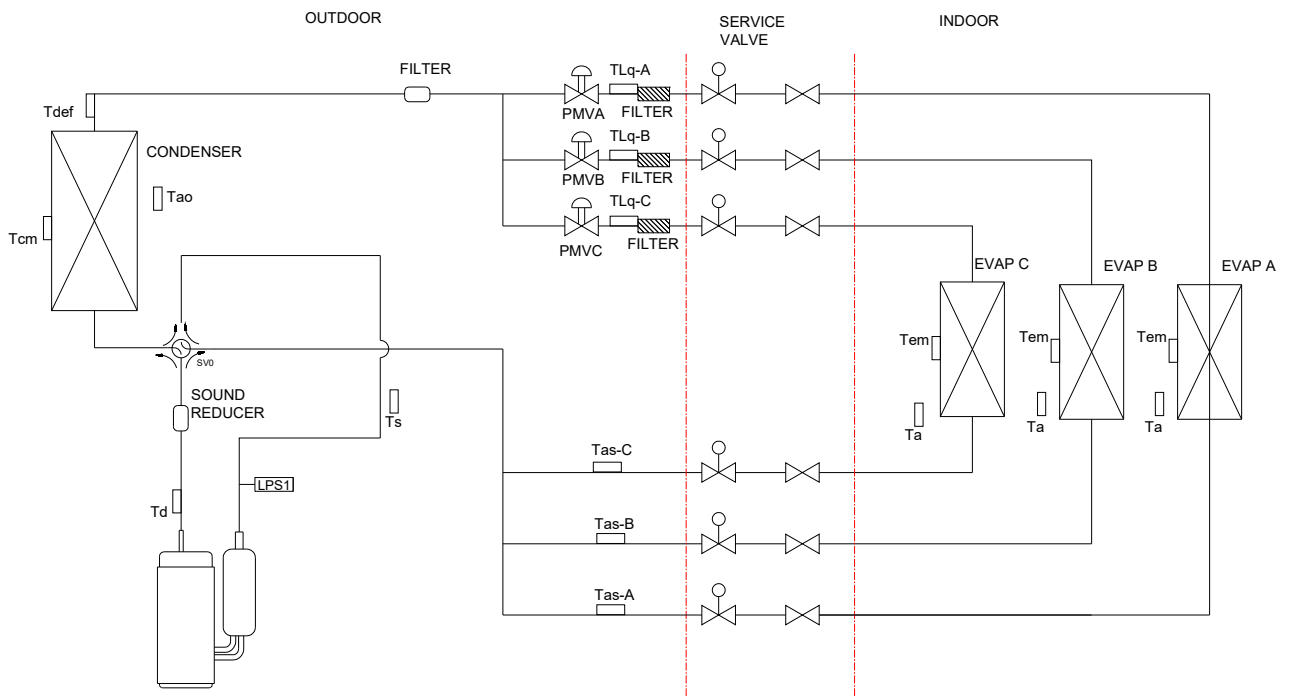 OUTDOOR
SERVICE
VALVE
INDOOR
FILTER
TLq-A
Tdef
PMVA
FILTER
TLq-B
CONDENSER
PMVB
FILTER
Tao
TLq-C
Tcm
PMVC
FILTER
EVAP C
EVAP B
EVAP A
Tem
Tem
Tem
SV0
SOUND
REDUCER
Ts
Ta
Ta
Ta
Tas-C
LPS1
Td
Tas-B
Tas-A